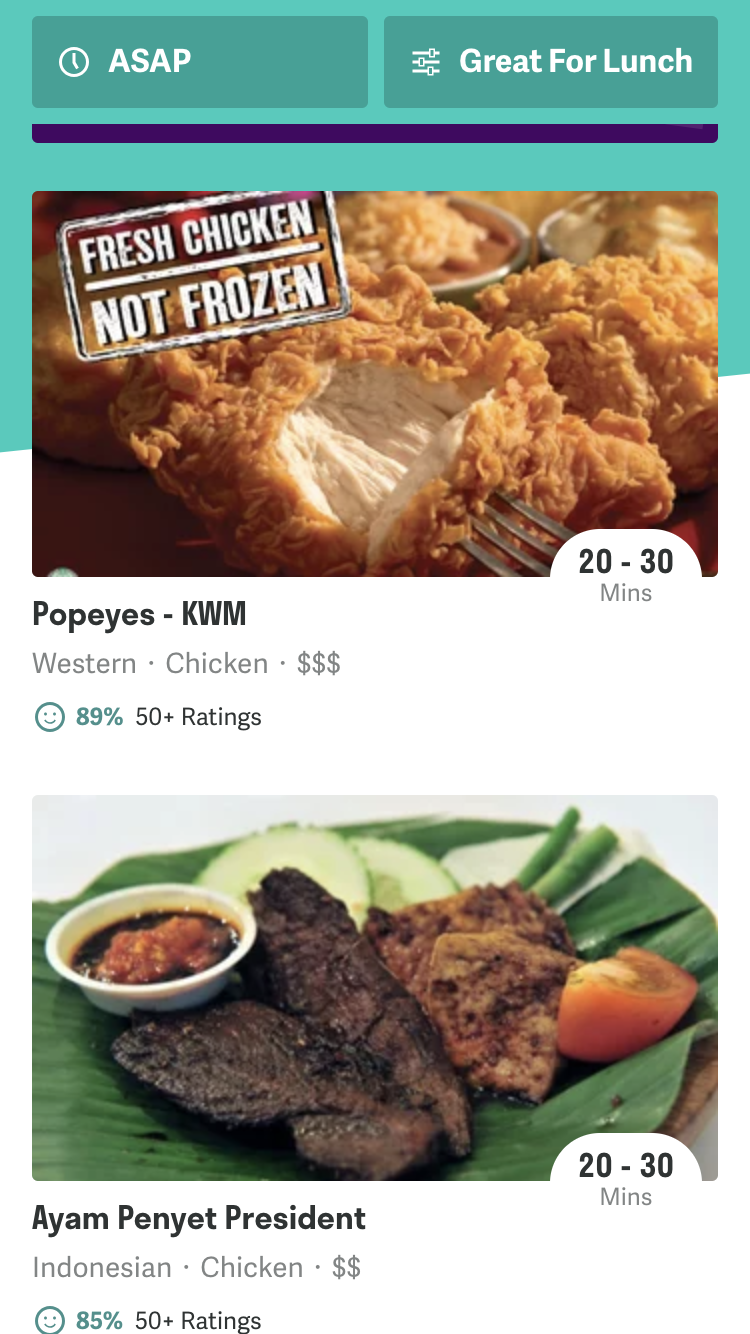 ASAP
Great For Lunch
FRESH CHICKEN
NOT FROZEN
20 - 30
Mins
Popeyes - KWM
Western · Chicken · $$$
89% 50+ Ratings
20 - 30
Mins
Ayam Penyet President
Indonesian · Chicken · $$
85% 50+ Ratings